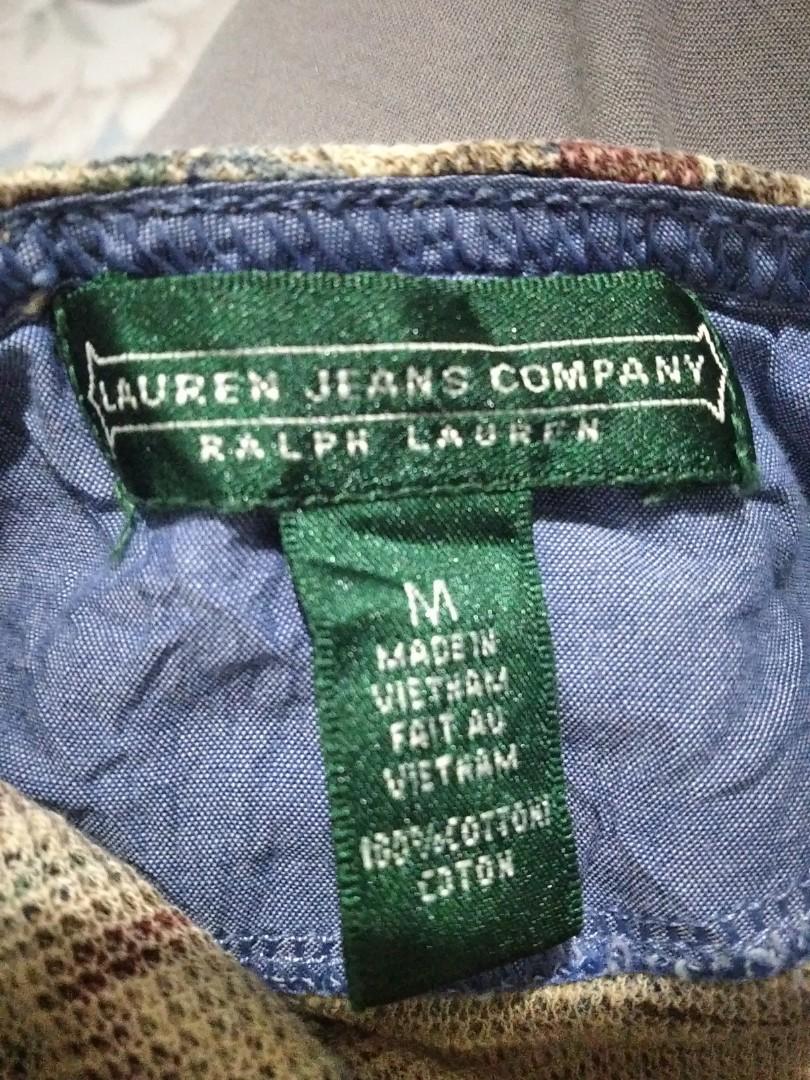 LAUREN JEANS COMPANY
RALPH LAUREN
M
MADE IN
VIETNAM
FAIT AU
VIETNAM
100% COTTON/
COTON